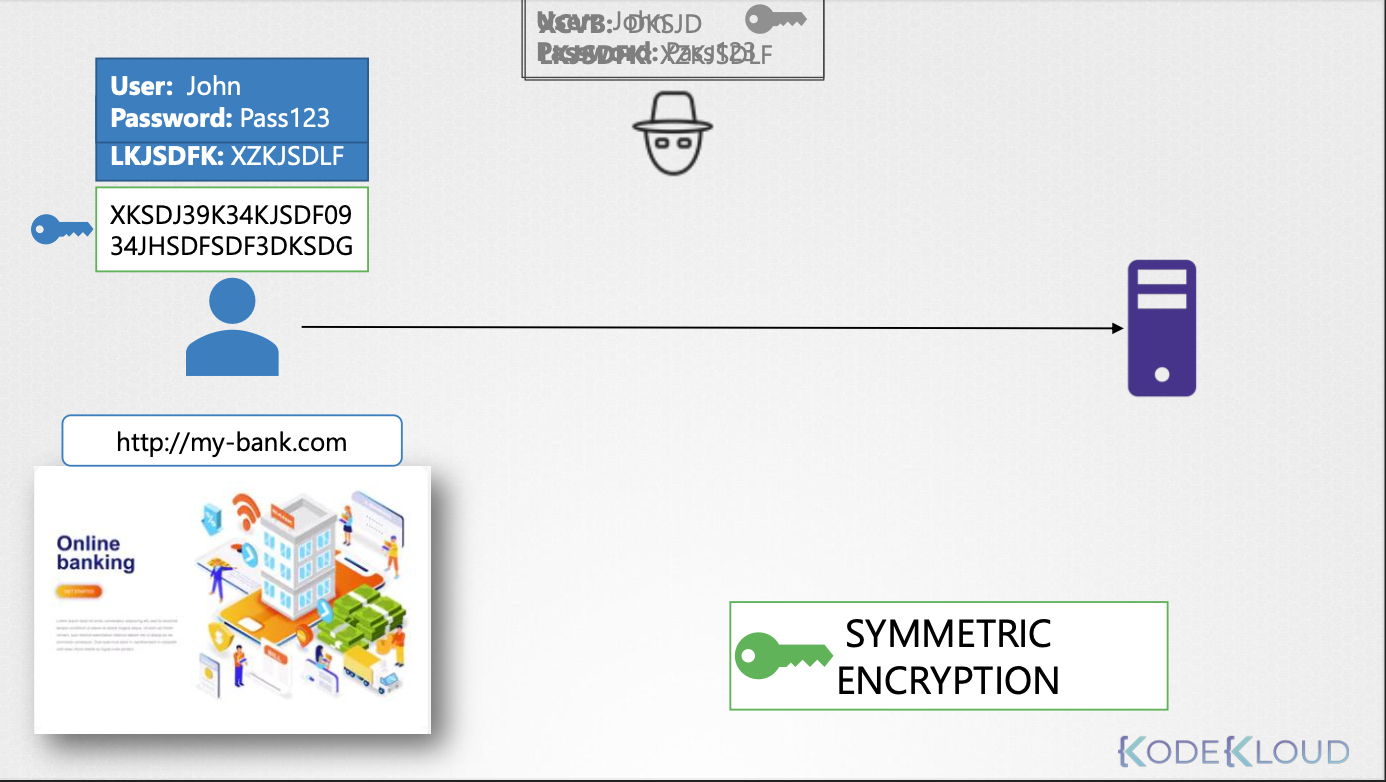 XCVB: DKSJD
User: John
LKJSDFK: XZKJSDLF
Password: Pass123
User: John
Password: Pass123
LKJSDFK: XZKJSDLF
XKSDJ39K34KJSDF09
34JHSDFSDF3DKSDG
http://my-bank.com
Online
banking
SYMMETRIC
ENCRYPTION
KODEKLOUD